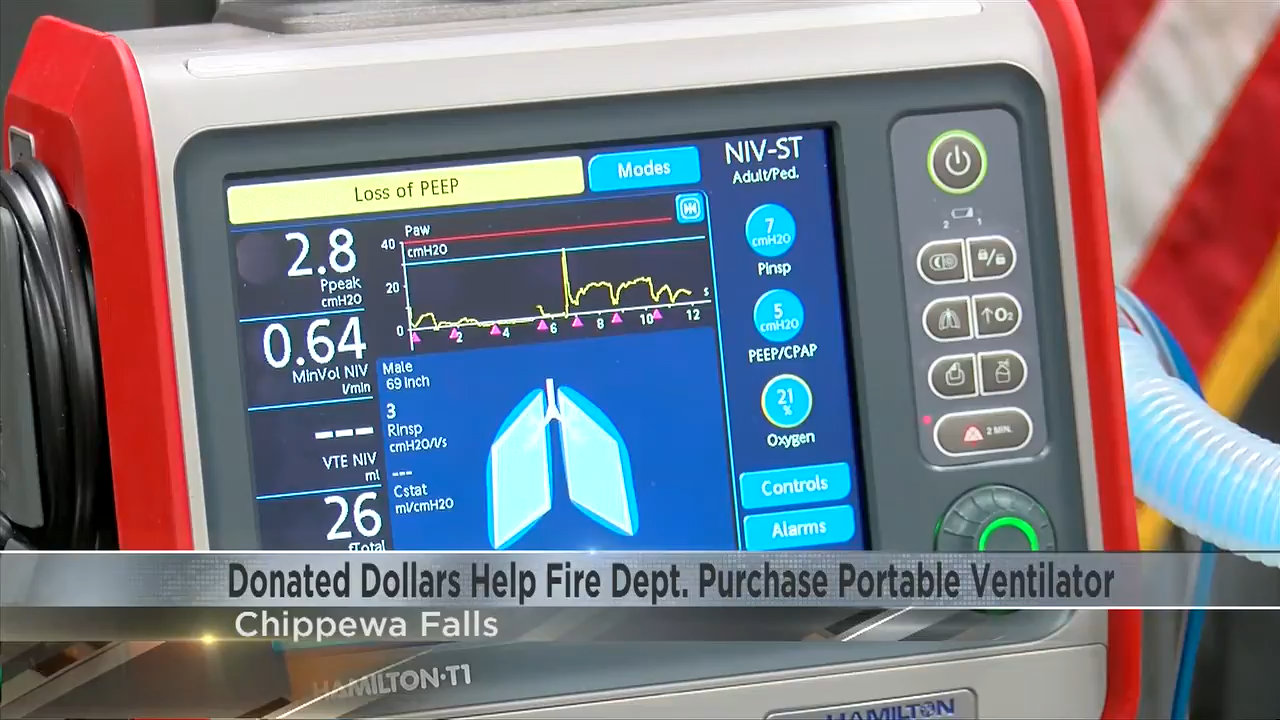 Loss of PEEP
Modes
NIV-ST
Adult/Ped.
2.8
Ppeak
cmH2O
Paw
cmH2O
40
20
0
2
4
6
8
10
12
s
7
cmH2O
Pinsp
0.64
MinVol NIV
l/min
5
cmH2O
PEEP/CPAP
Male
69 inch
3
RInsp
cmH2O/l/s
---
VTE NIV
ml
---
Cstat
ml/cmH2O
21
%
Oxygen
26
fTotal
Controls
Alarms
2
1
↑O2
2 MIN.
Donated Dollars Help Fire Dept. Purchase Portable Ventilator
Chippewa Falls
HAMILTON-T1
HAMILTON